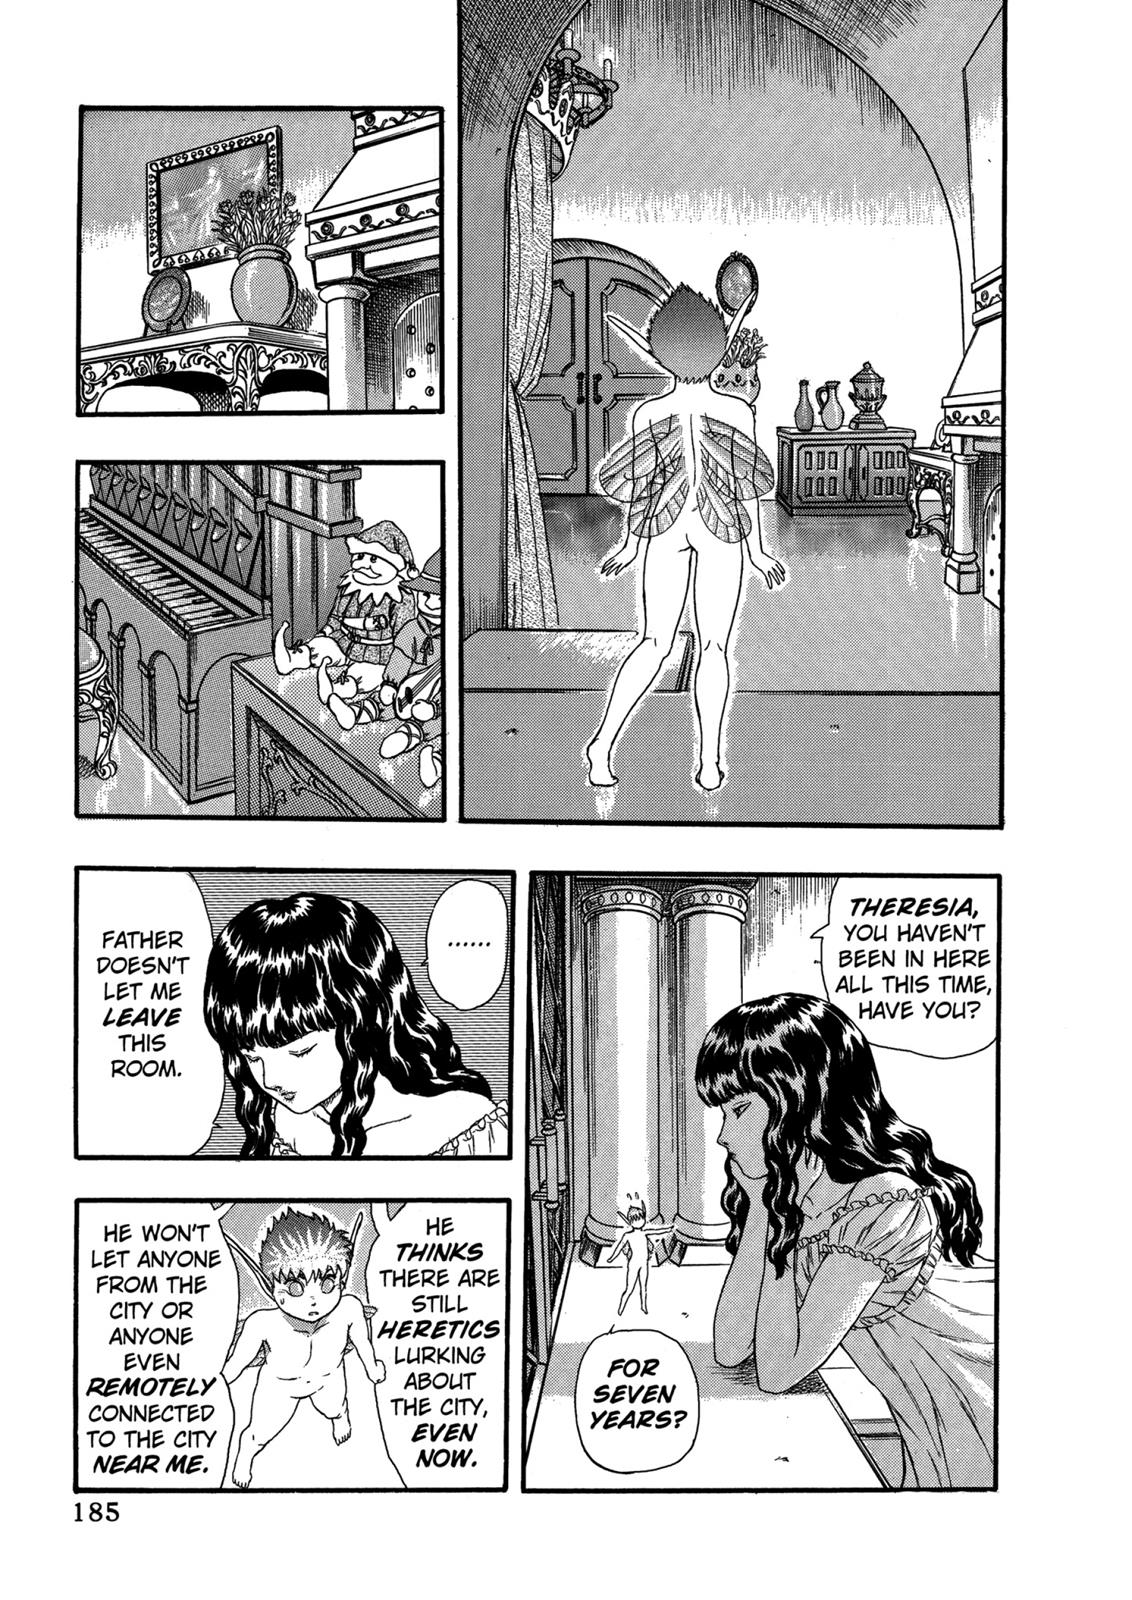 THERESIA,
YOU HAVEN'T
BEEN IN HERE
ALL THIS TIME,
HAVE YOU?
FOR
SEVEN
YEARS?
......
FATHER
DOESN'T
LET ME
LEAVE
THIS
ROOM.
HE
THINKS
THERE ARE
STILL
HERETICS
LURKING
ABOUT
THE CITY,
EVEN
NOW.
HE WON'T
LET ANYONE
FROM THE
CITY OR
ANYONE
EVEN
REMOTELY
CONNECTED
TO THE CITY
NEAR ME.
185